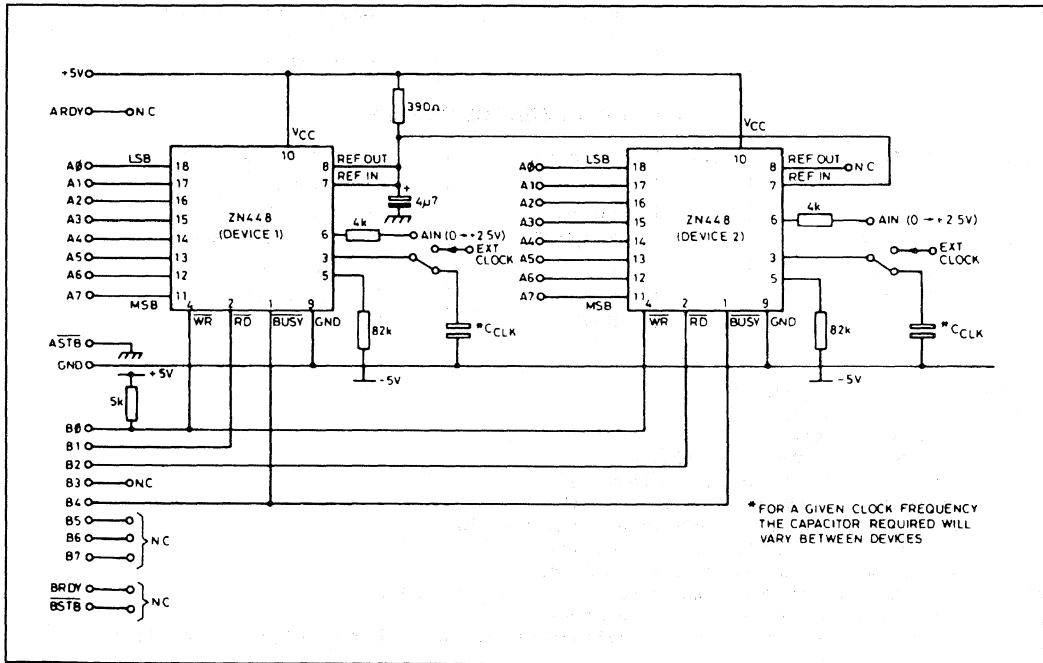 +5V
ARDY NC
390Ω
VCC
10
VCC
10
A0 LSB 18
A1 17
A2 16
A3 15
A4 14
A5 13
A6 12
A7 MSB 11
ZN448
(DEVICE 1)
8 REF OUT
7 REF IN
+
4μ7
6 4k AIN (0→+2 5V)
3 EXT
CLOCK
5
82k
*CCLK
-5V
4 2 1 9
WR RD BUSY GND
A0 LSB 18
A1 17
A2 16
A3 15
A4 14
A5 13
A6 12
A7 MSB 11
ZN448
(DEVICE 2)
8 REF OUT NC
7 REF IN
6 4k AIN (0→+2 5V)
3 EXT
CLOCK
5
82k
*CCLK
-5V
4 2 1 9
WR RD BUSY GND
ASTB
GND
+5V
5k
B0
B1
B2
B3 NC
B4
B5
B6 NC
B7
BRDY
BSTB NC
* FOR A GIVEN CLOCK FREQUENCY
THE CAPACITOR REQUIRED WILL
VARY BETWEEN DEVICES